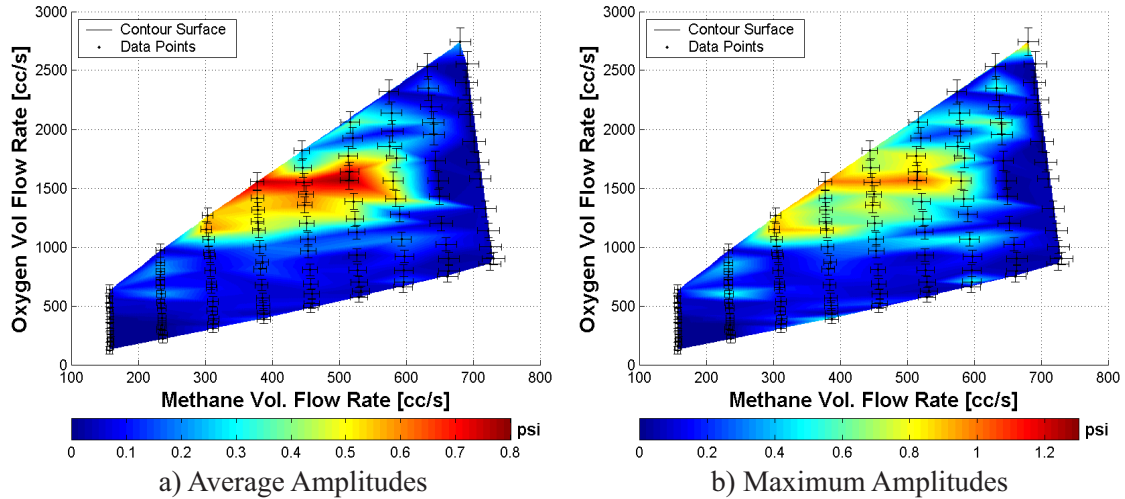 Contour Surface
Data Points
Oxygen Vol Flow Rate [cc/s]
3000
2500
2000
1500
1000
500
0
100 200 300 400 500 600 700 800
Methane Vol. Flow Rate [cc/s]
psi
0 0.1 0.2 0.3 0.4 0.5 0.6 0.7 0.8
a) Average Amplitudes
Contour Surface
Data Points
Oxygen Vol Flow Rate [cc/s]
3000
2500
2000
1500
1000
500
0
100 200 300 400 500 600 700 800
Methane Vol. Flow Rate [cc/s]
psi
0 0.2 0.4 0.6 0.8 1 1.2
b) Maximum Amplitudes